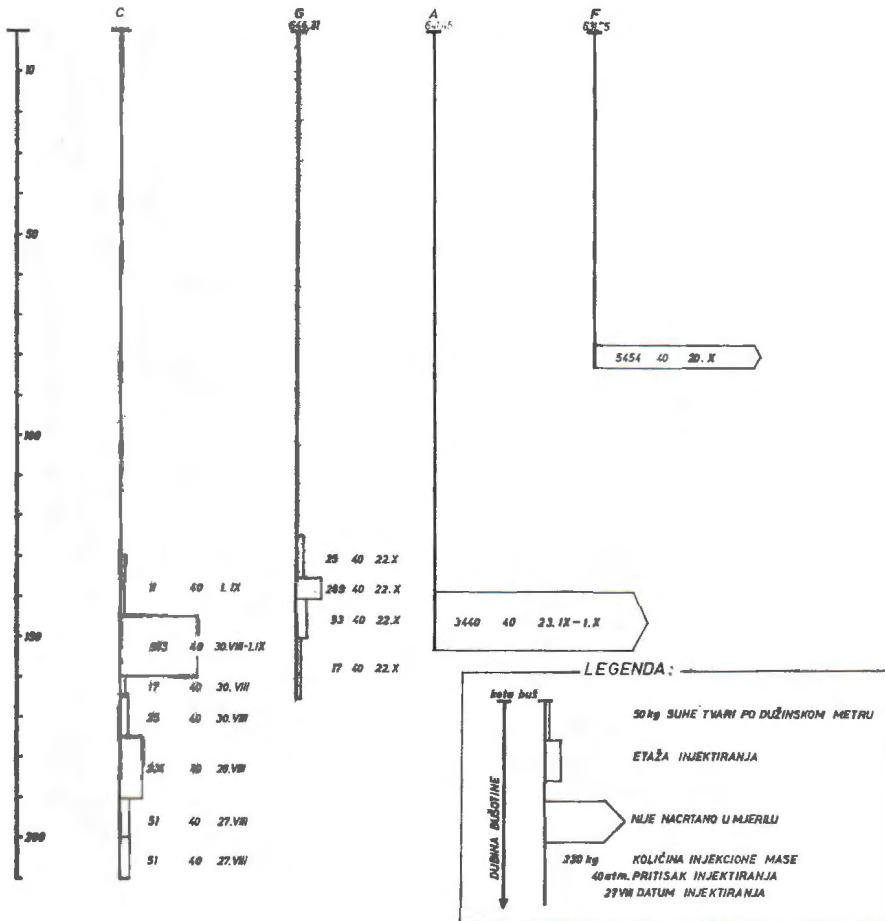 C G A F
646,31
10
50
5454 40 20.X
100
25 40 22.X
11 40 1.IX
289 40 22.X
93 40 22.X
3440 40 23.IX-1.X
150
40 30.VIII-1.IX
17 40 22.X
17 40 30.VIII
25 40 30.VIII
28.VIII
51 40 27.VIII
200
51 40 27.VIII
LEGENDA:
kota buš.
50 kg SUHE TVARI PO DUŽINSKOM METRU
ETAŽA INJEKTIRANJA
DUBINA BUŠOTINE
NIJE NACRTANO U MJERILU
230 kg KOLIČINA INJEKCIONE MASE
40 atm. PRITISAK INJEKTIRANJA
27 VIII DATUM INJEKTIRANJA